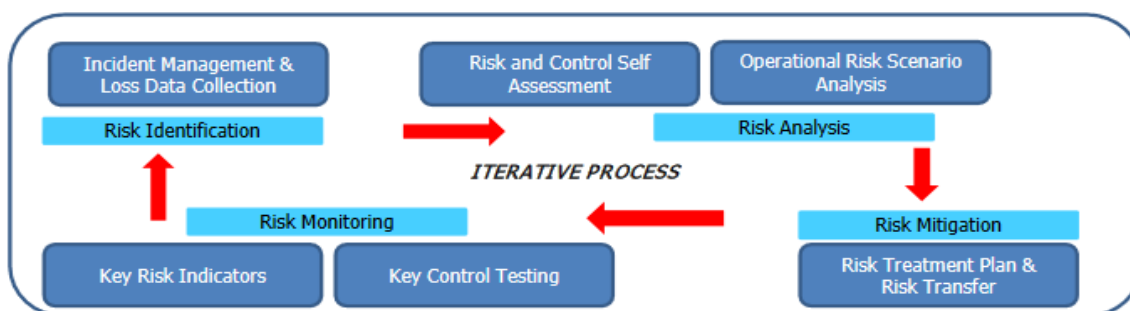 Incident Management &
Loss Data Collection
Risk and Control Self
Assessment
Operational Risk Scenario
Analysis
Risk Identification
Risk Analysis
ITERATIVE PROCESS
Risk Monitoring
Risk Mitigation
Key Risk Indicators
Key Control Testing
Risk Treatment Plan &
Risk Transfer